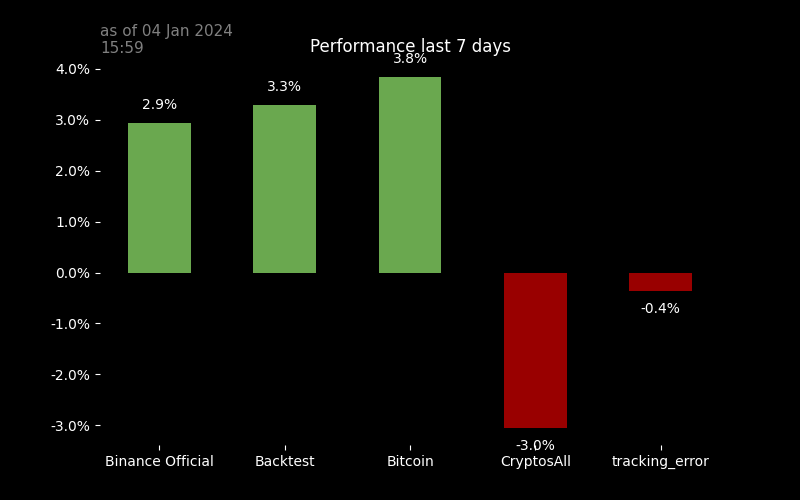 as of 04 Jan 2024
15:59
Performance last 7 days
4.0%
3.0%
2.0%
1.0%
0.0%
-1.0%
-2.0%
-3.0%
2.9%
3.3%
3.8%
-3.0%
-0.4%
Binance Official
Backtest
Bitcoin
CryptosAll
tracking_error